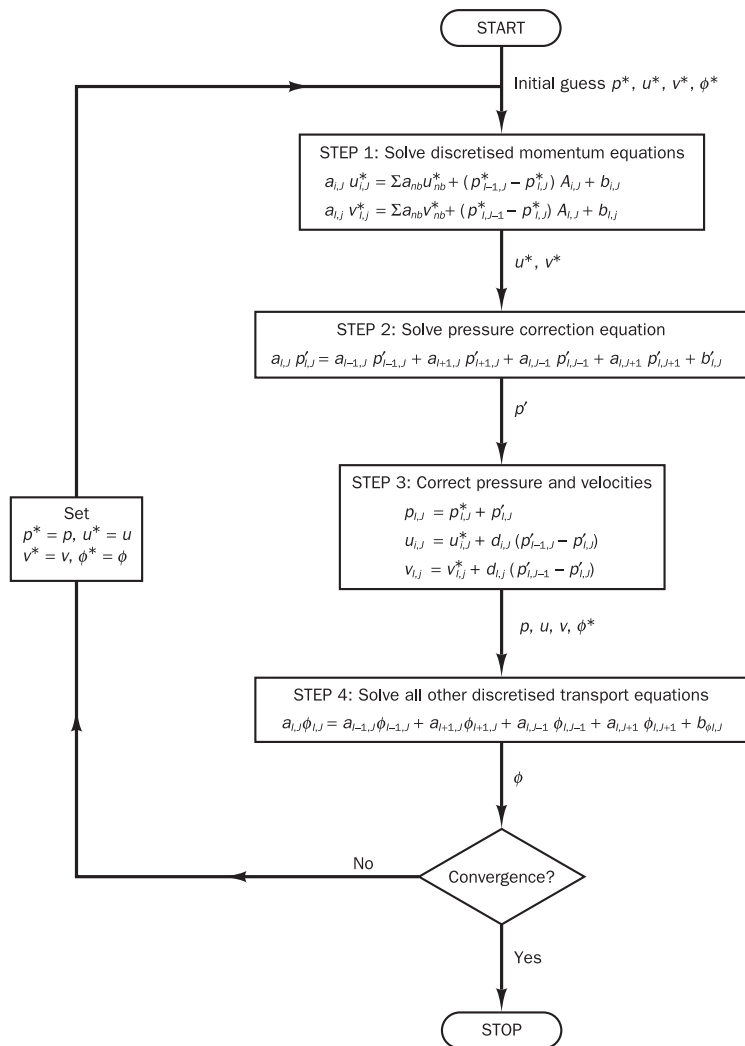 START
Initial guess p*, u*, v*, ϕ*
STEP 1: Solve discretised momentum equations
a_{i,J} u*_{i,J} = Σa_{nb}u*_{nb} + (p*_{I–1,J} – p*_{I,J}) A_{i,J} + b_{i,J}
a_{I,j} v*_{I,j} = Σa_{nb}v*_{nb} + (p*_{I,J–1} – p*_{I,J}) A_{I,J} + b_{I,j}
u*, v*
STEP 2: Solve pressure correction equation
a_{I,J} p′_{I,J} = a_{I–1,J} p′_{I–1,J} + a_{I+1,J} p′_{I+1,J} + a_{I,J–1} p′_{I,J–1} + a_{I,J+1} p′_{I,J+1} + b′_{I,J}
p′
STEP 3: Correct pressure and velocities
p_{I,J} = p*_{I,J} + p′_{I,J}
u_{i,J} = u*_{i,J} + d_{i,J} (p′_{I–1,J} – p′_{I,J})
v_{I,j} = v*_{I,j} + d_{I,j} (p′_{I,J–1} – p′_{I,J})
Set
p* = p, u* = u
v* = v, ϕ* = ϕ
p, u, v, ϕ*
STEP 4: Solve all other discretised transport equations
a_{I,J}ϕ_{I,J} = a_{I–1,J}ϕ_{I–1,J} + a_{I+1,J}ϕ_{I+1,J} + a_{I,J–1} ϕ_{I,J–1} + a_{I,J+1} ϕ_{I,J+1} + b_{ϕI,J}
ϕ
No
Convergence?
Yes
STOP